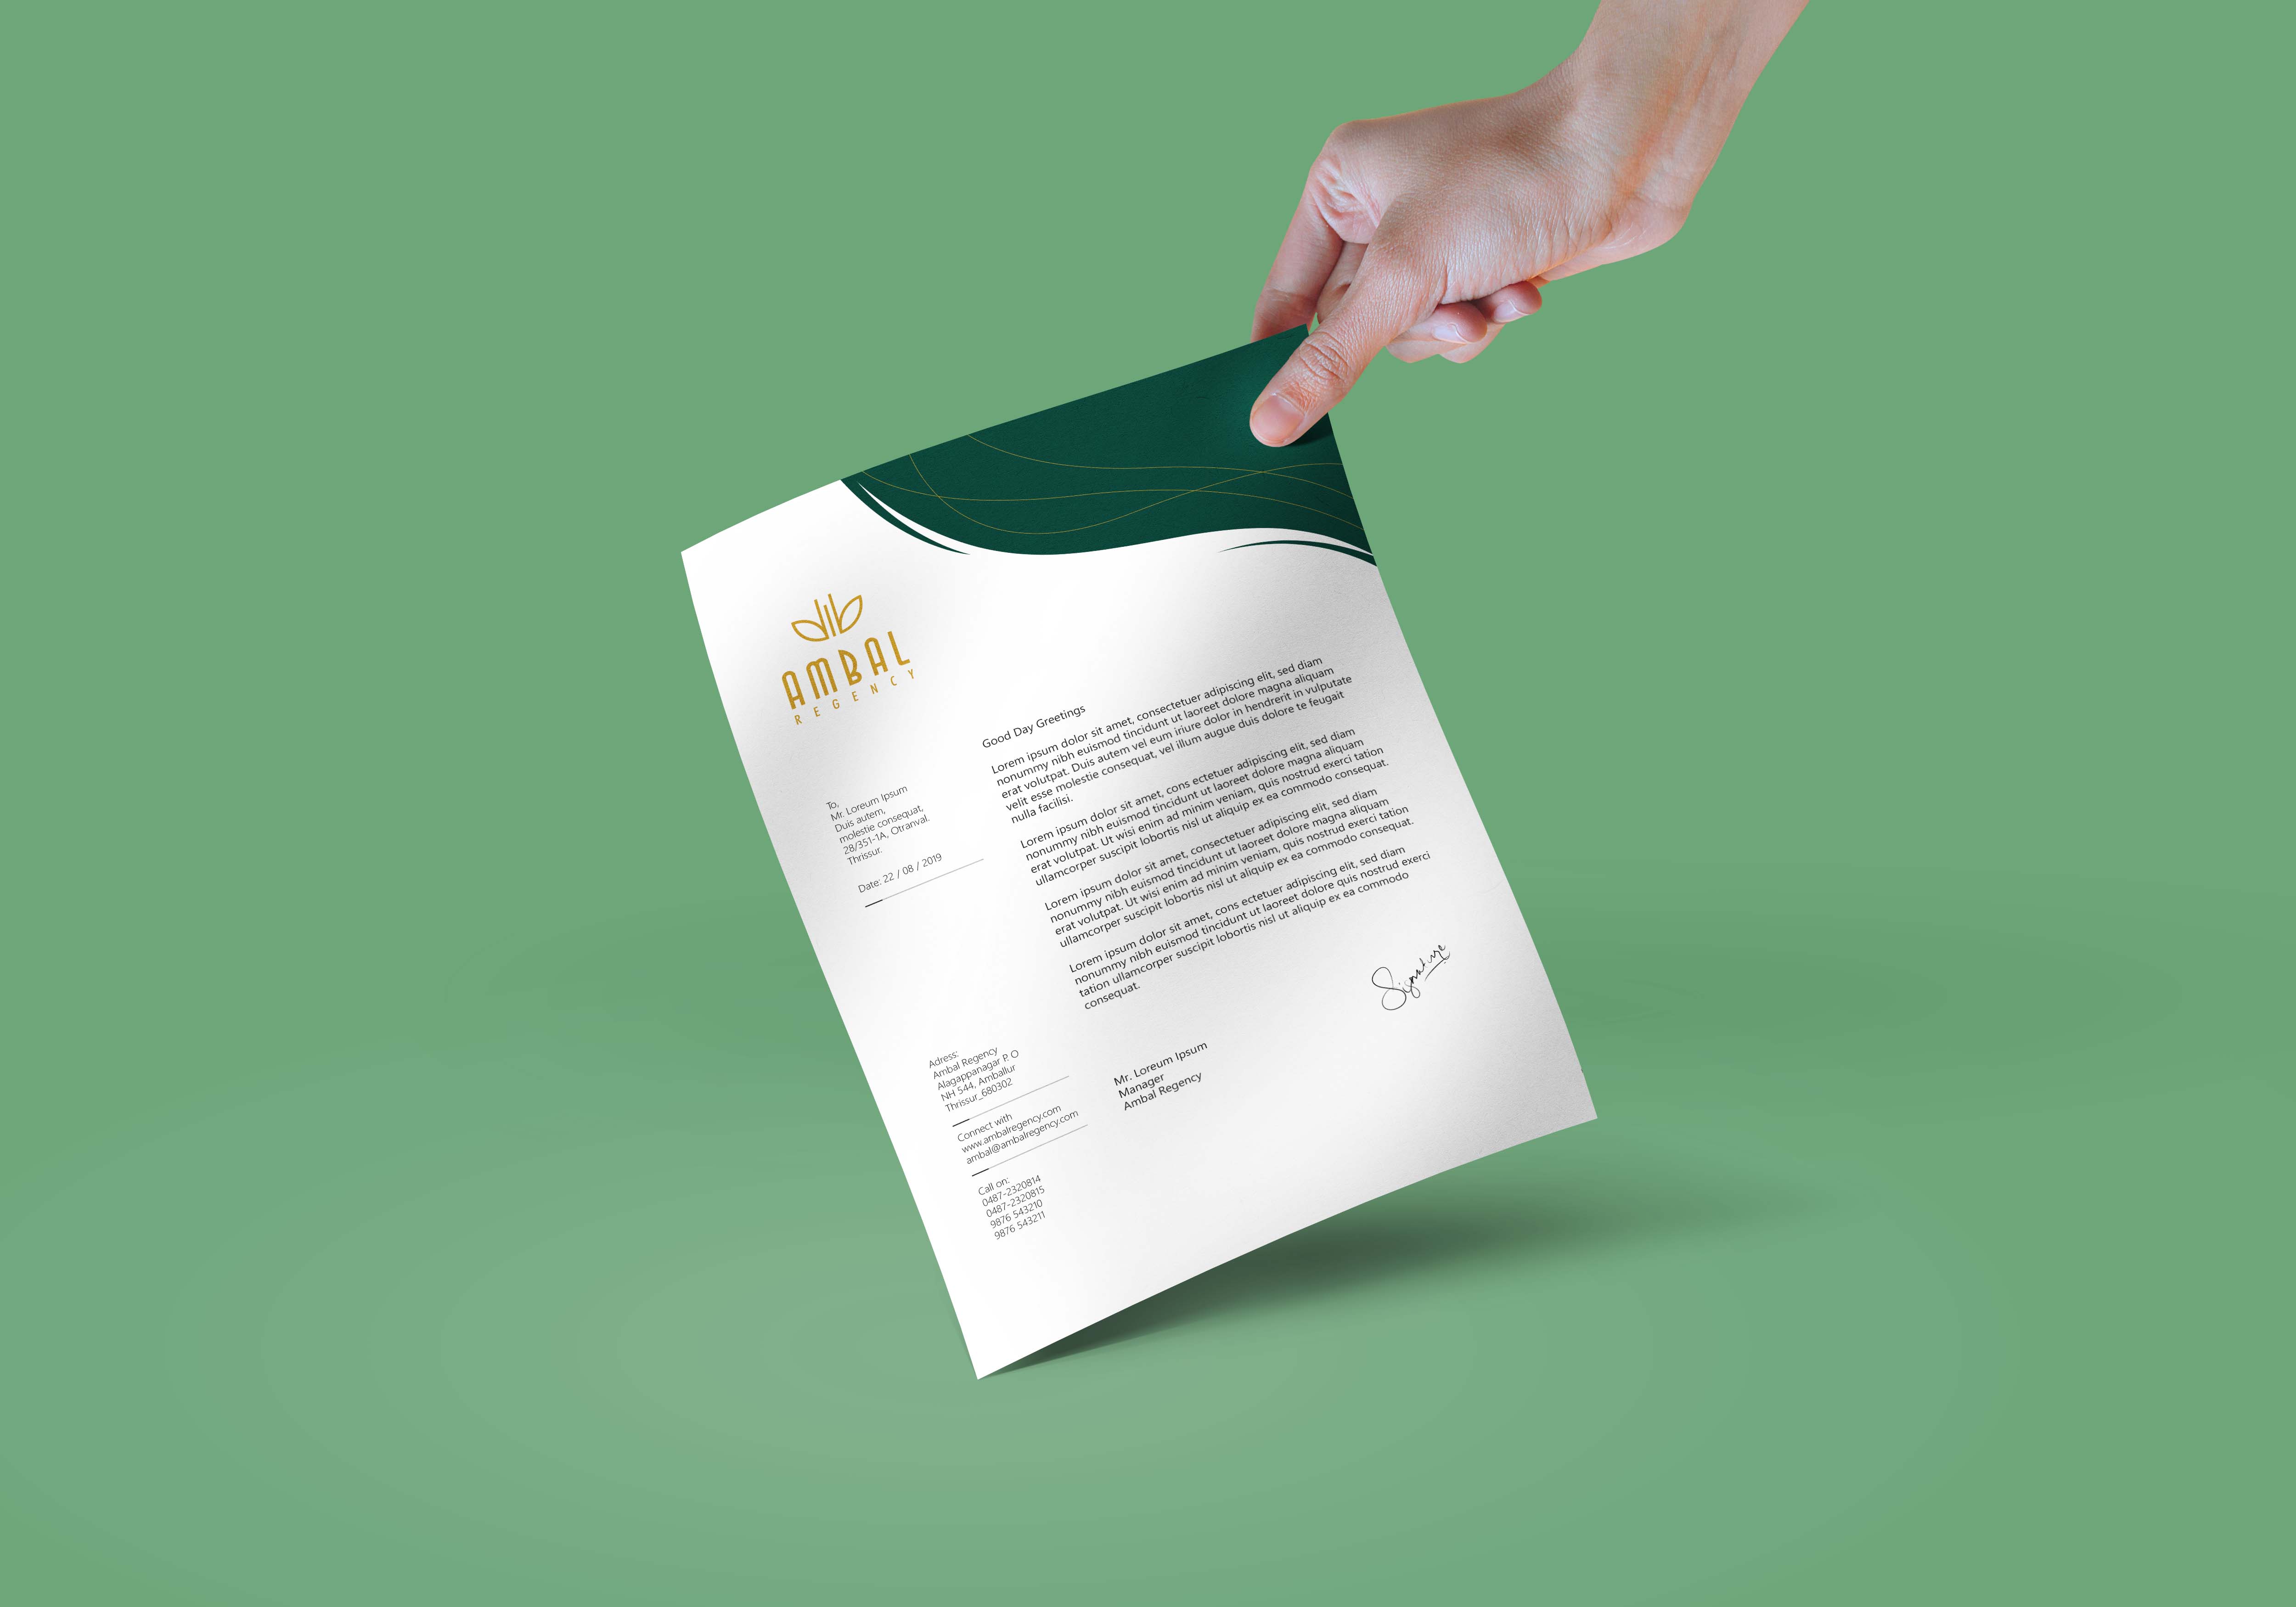 AMBAL
REGENCY
To,
Mr. Loreum Ipsum
Duis autem,
molestie consequat,
28/351-1A, Otranval.
Thrissur.
Date: 22 / 08 / 2019
Good Day Greetings
Lorem ipsum dolor sit amet, consectetuer adipiscing elit, sed diam
nonummy nibh euismod tincidunt ut laoreet dolore magna aliquam
erat volutpat. Duis autem vel eum iriure dolor in hendrerit in vulputate
velit esse molestie consequat, vel illum augue duis dolore te feugait
nulla facilisi.
Lorem ipsum dolor sit amet, cons ectetuer adipiscing elit, sed diam
nonummy nibh euismod tincidunt ut laoreet dolore magna aliquam
erat volutpat. Ut wisi enim ad minim veniam, quis nostrud exerci tation
ullamcorper suscipit lobortis nisl ut aliquip ex ea commodo consequat.
Lorem ipsum dolor sit amet, consectetuer adipiscing elit, sed diam
nonummy nibh euismod tincidunt ut laoreet dolore magna aliquam
erat volutpat. Ut wisi enim ad minim veniam, quis nostrud exerci tation
ullamcorper suscipit lobortis nisl ut aliquip ex ea commodo consequat.
Lorem ipsum dolor sit amet, cons ectetuer adipiscing elit, sed diam
nonummy nibh euismod tincidunt ut laoreet dolore quis nostrud exerci
tation ullamcorper suscipit lobortis nisl ut aliquip ex ea commodo
consequat.
Signature
Mr. Loreum Ipsum
Manager
Ambal Regency
Adress:
Ambal Regency
Alagappanagar P. O
NH 544, Amballur
Thrissur_680302
Connect with
www.ambalregency.com
ambal@ambalregency.com
Call on:
0487-2320814
0487-2320815
9876 543210
9876 543211